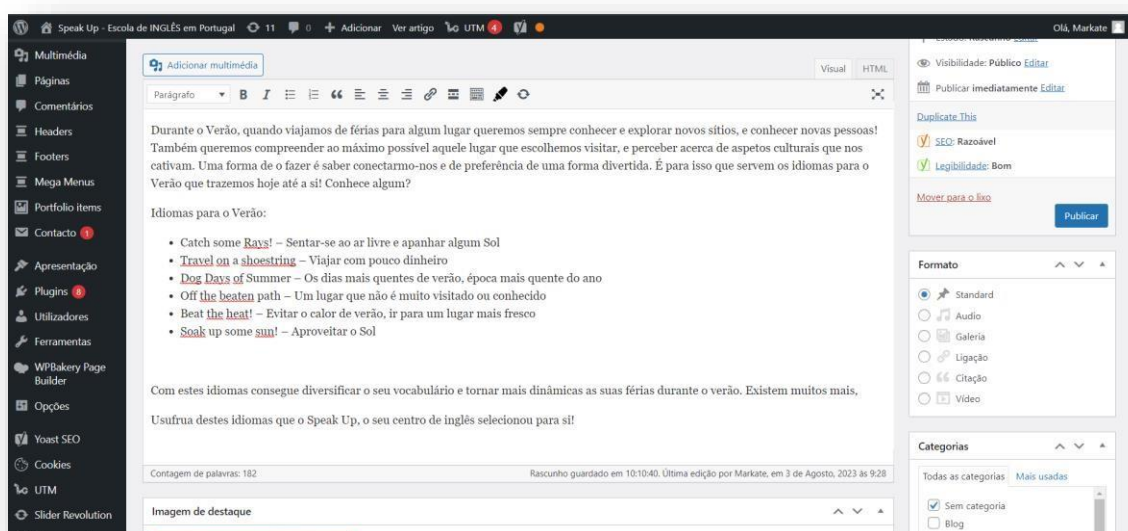 Speak Up - Escola de INGLÊS em Portugal 11 0 + Adicionar Ver artigo UTM 4 Olá, Markate
Multimédia
Páginas
Comentários
Headers
Footers
Mega Menus
Portfolio items
Contacto 1
Apresentação
Plugins 8
Utilizadores
Ferramentas
WPBakery Page
Builder
Opções
Yoast SEO
Cookies
UTM
Slider Revolution
Adicionar multimédia
Visual HTML
Parágrafo B I
Durante o Verão, quando viajamos de férias para algum lugar queremos sempre conhecer e explorar novos sítios, e conhecer novas pessoas!
Também queremos compreender ao máximo possível aquele lugar que escolhemos visitar, e perceber acerca de aspetos culturais que nos
cativam. Uma forma de o fazer é saber conectarmo-nos e de preferência de uma forma divertida. É para isso que servem os idiomas para o
Verão que trazemos hoje até a si! Conhece algum?
Idiomas para o Verão:
• Catch some Rays! – Sentar-se ao ar livre e apanhar algum Sol
• Travel on a shoestring – Viajar com pouco dinheiro
• Dog Days of Summer – Os dias mais quentes de verão, época mais quente do ano
• Off the beaten path – Um lugar que não é muito visitado ou conhecido
• Beat the heat! – Evitar o calor de verão, ir para um lugar mais fresco
• Soak up some sun! – Aproveitar o Sol
Com estes idiomas consegue diversificar o seu vocabulário e tornar mais dinâmicas as suas férias durante o verão. Existem muitos mais,
Usufrua destes idiomas que o Speak Up, o seu centro de inglês selecionou para si!
Contagem de palavras: 182
Rascunho guardado em 10:10:40. Última edição por Markate, em 3 de Agosto, 2023 às 9:28
Imagem de destaque
Visibilidade: Público Editar
Publicar imediatamente Editar
Duplicate This
SEO: Razoável
Legibilidade: Bom
Mover para o lixo
Publicar
Formato
Standard
Audio
Galeria
Ligação
Citação
Vídeo
Categorias
Todas as categorias Mais usadas
Sem categoria
Blog